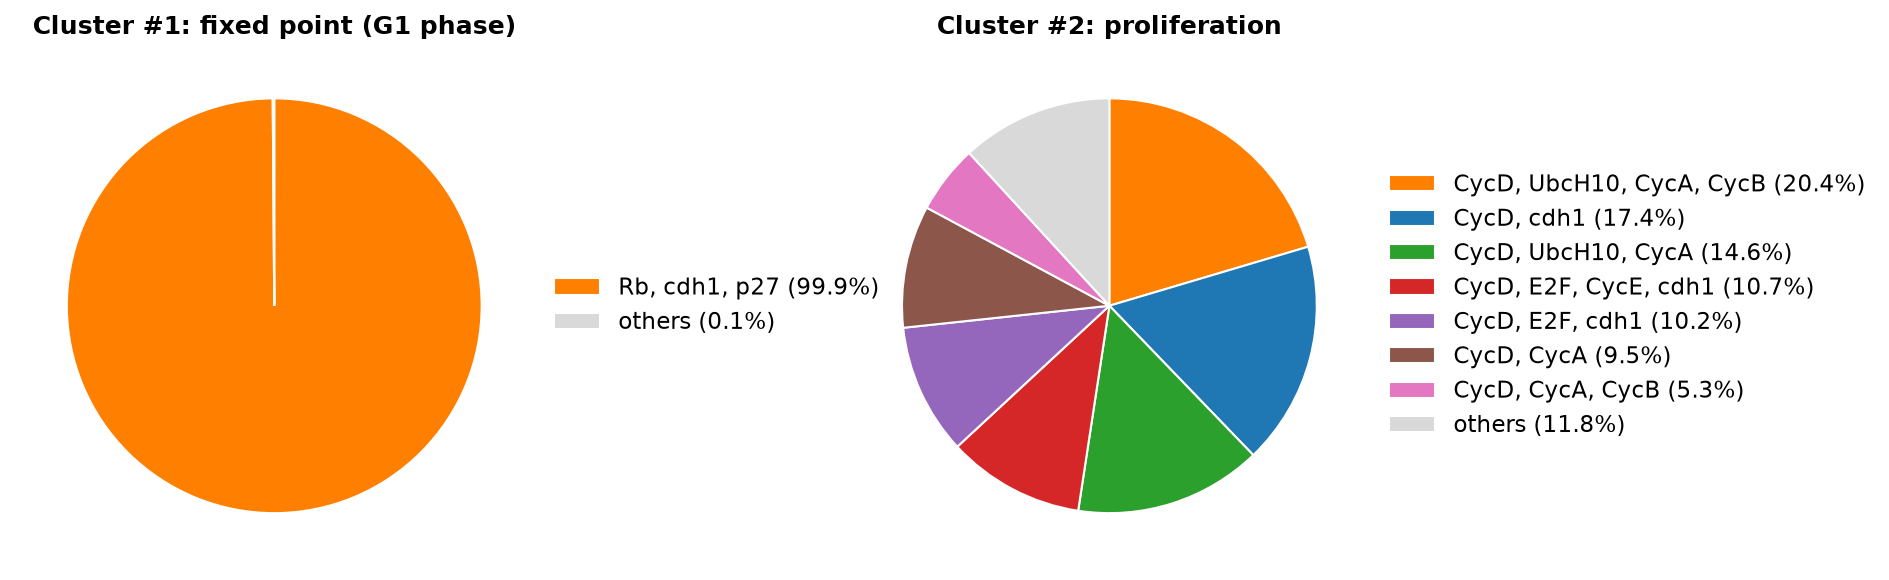 Cluster #1: fixed point (G1 phase)
Rb, cdh1, p27 (99.9%)
others (0.1%)
Cluster #2: proliferation
CycD, UbcH10, CycA, CycB (20.4%)
CycD, cdh1 (17.4%)
CycD, UbcH10, CycA (14.6%)
CycD, E2F, CycE, cdh1 (10.7%)
CycD, E2F, cdh1 (10.2%)
CycD, CycA (9.5%)
CycD, CycA, CycB (5.3%)
others (11.8%)